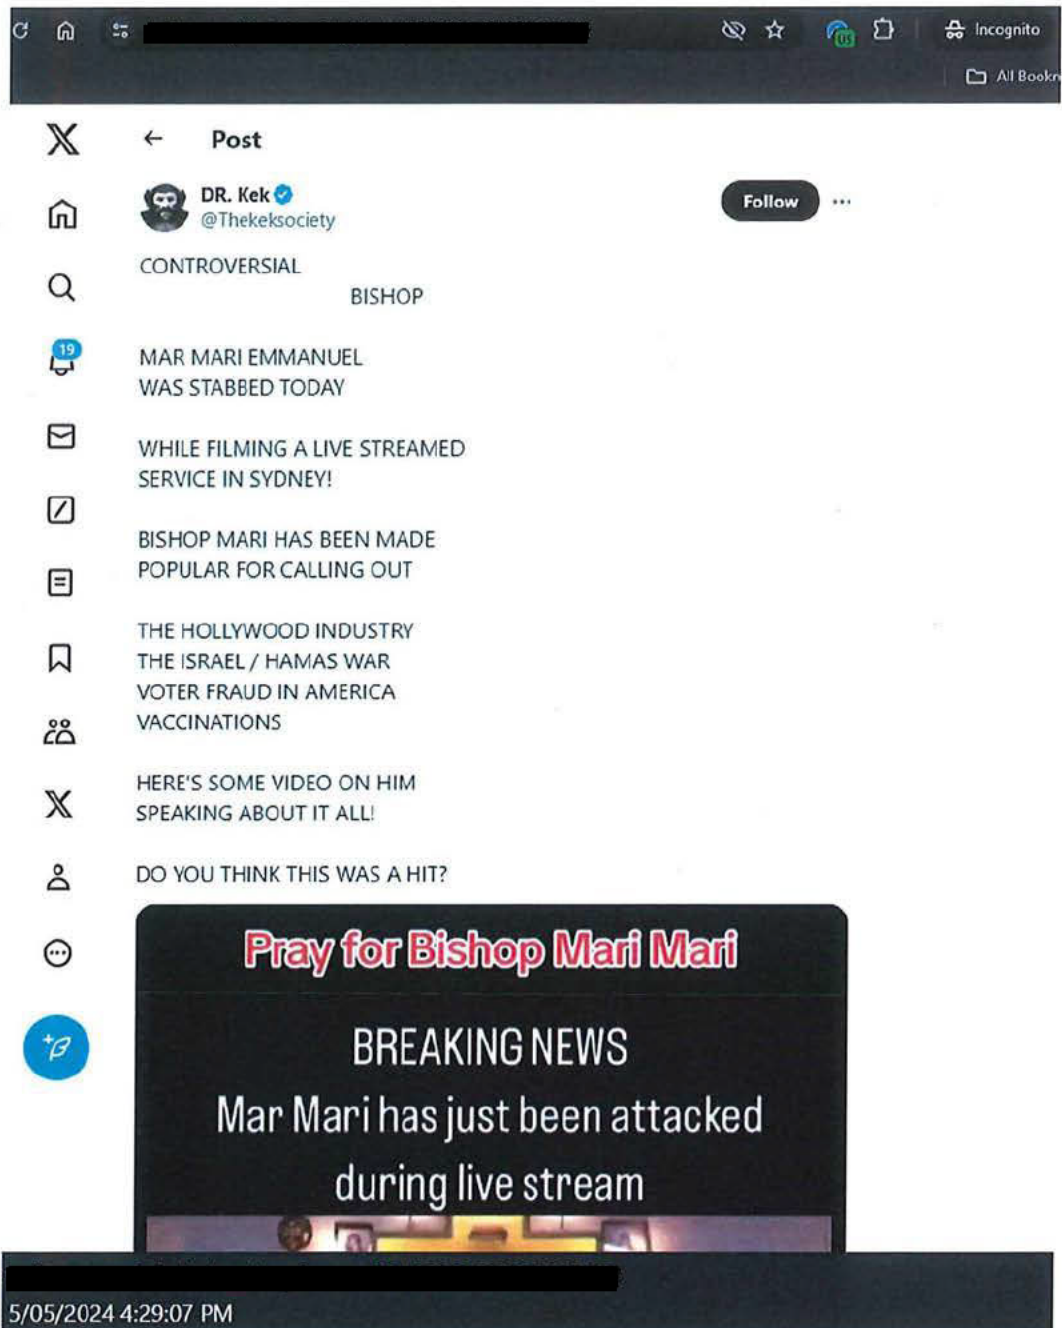 Incognito
All Bookn
Post
DR. Kek
@Thekeksociety
Follow
CONTROVERSIAL
BISHOP
19
MAR MARI EMMANUEL
WAS STABBED TODAY
WHILE FILMING A LIVE STREAMED
SERVICE IN SYDNEY!
BISHOP MARI HAS BEEN MADE
POPULAR FOR CALLING OUT
THE HOLLYWOOD INDUSTRY
THE ISRAEL / HAMAS WAR
VOTER FRAUD IN AMERICA
VACCINATIONS
HERE'S SOME VIDEO ON HIM
SPEAKING ABOUT IT ALL!
DO YOU THINK THIS WAS A HIT?
Pray for Bishop Mari Mari
BREAKING NEWS
Mar Mari has just been attacked
during live stream
5/05/2024 4:29:07 PM